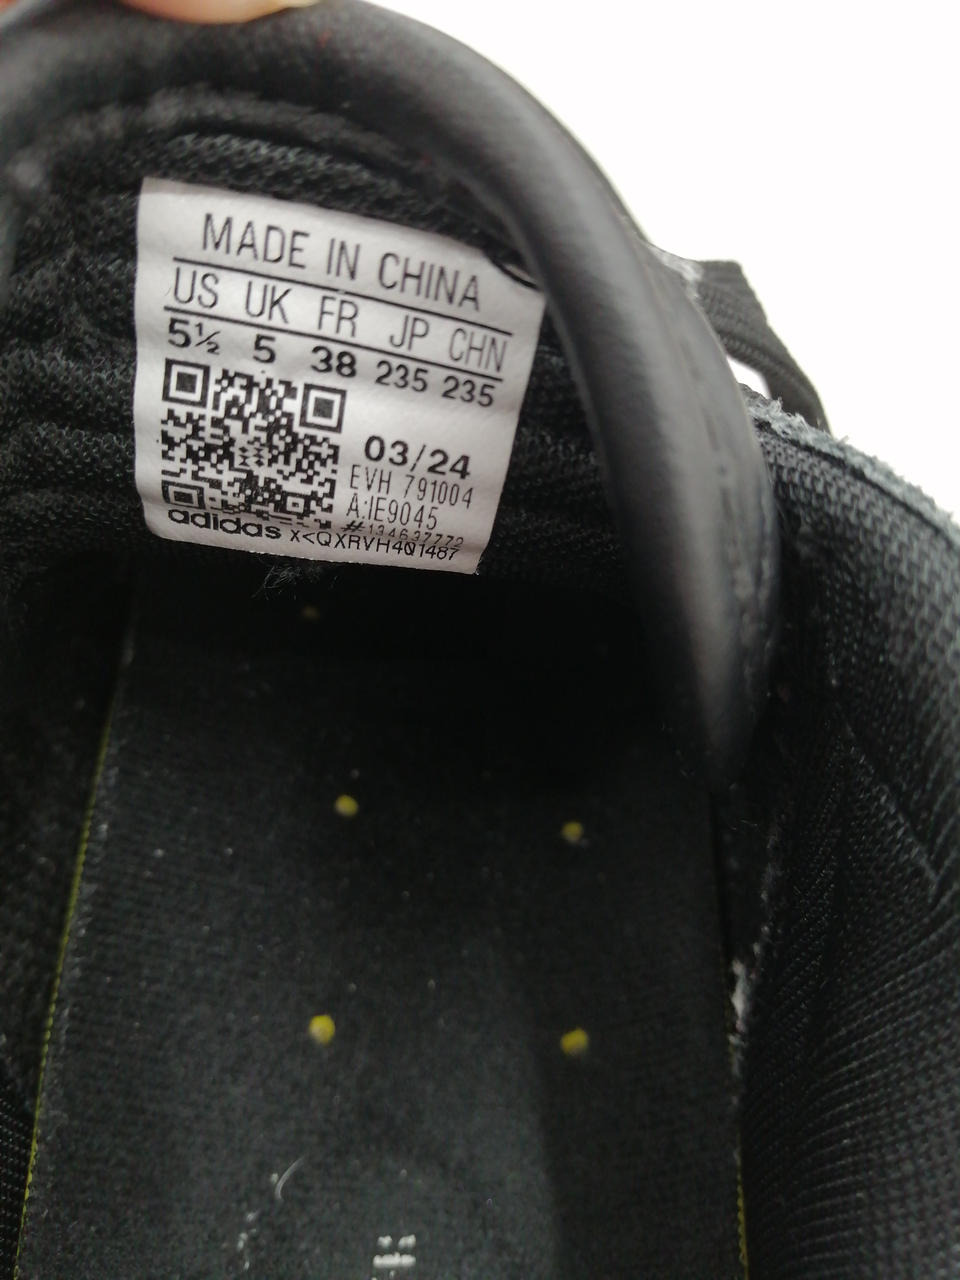 MADE IN CHINA
US UK FR JP CHN
5½ 5 38 235 235
03/24
EVH 791004
A:IE9045
#134637772
adidas X<QXRVH4Q1487